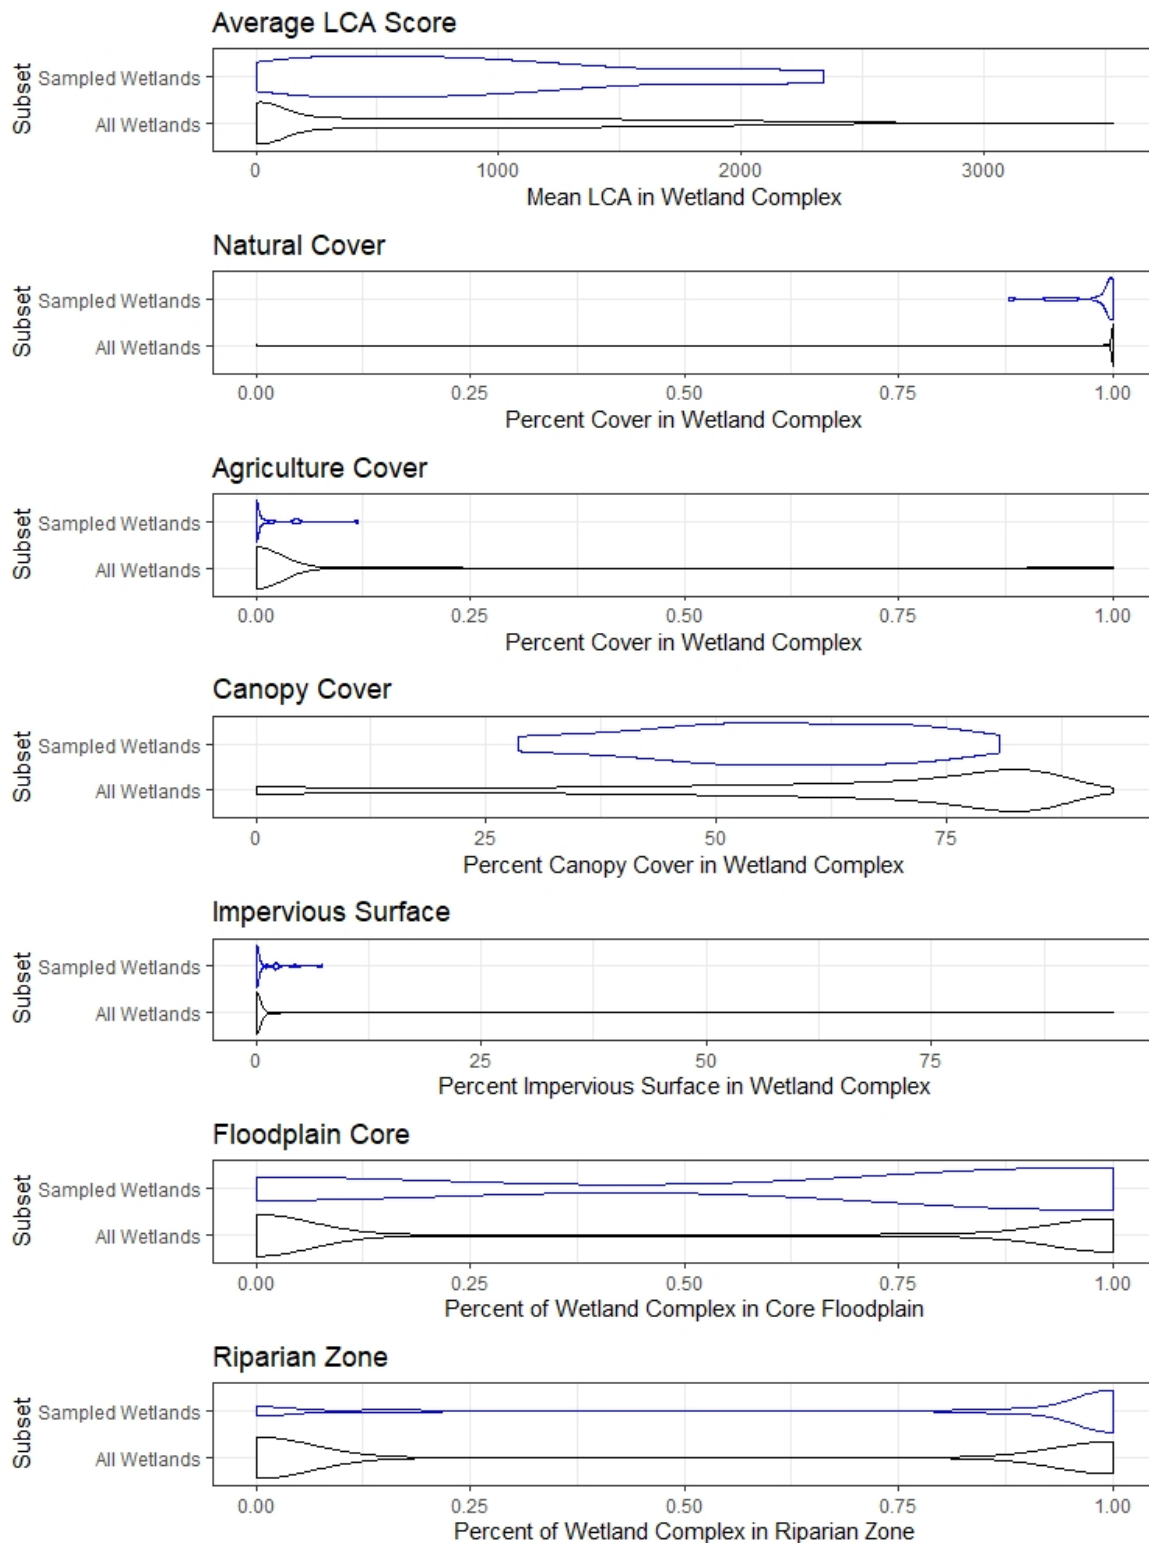 Average LCA Score
Subset
Sampled Wetlands
All Wetlands
0 1000 2000 3000
Mean LCA in Wetland Complex
Natural Cover
Subset
Sampled Wetlands
All Wetlands
0.00 0.25 0.50 0.75 1.00
Percent Cover in Wetland Complex
Agriculture Cover
Subset
Sampled Wetlands
All Wetlands
0.00 0.25 0.50 0.75 1.00
Percent Cover in Wetland Complex
Canopy Cover
Subset
Sampled Wetlands
All Wetlands
0 25 50 75
Percent Canopy Cover in Wetland Complex
Impervious Surface
Subset
Sampled Wetlands
All Wetlands
0 25 50 75
Percent Impervious Surface in Wetland Complex
Floodplain Core
Subset
Sampled Wetlands
All Wetlands
0.00 0.25 0.50 0.75 1.00
Percent of Wetland Complex in Core Floodplain
Riparian Zone
Subset
Sampled Wetlands
All Wetlands
0.00 0.25 0.50 0.75 1.00
Percent of Wetland Complex in Riparian Zone